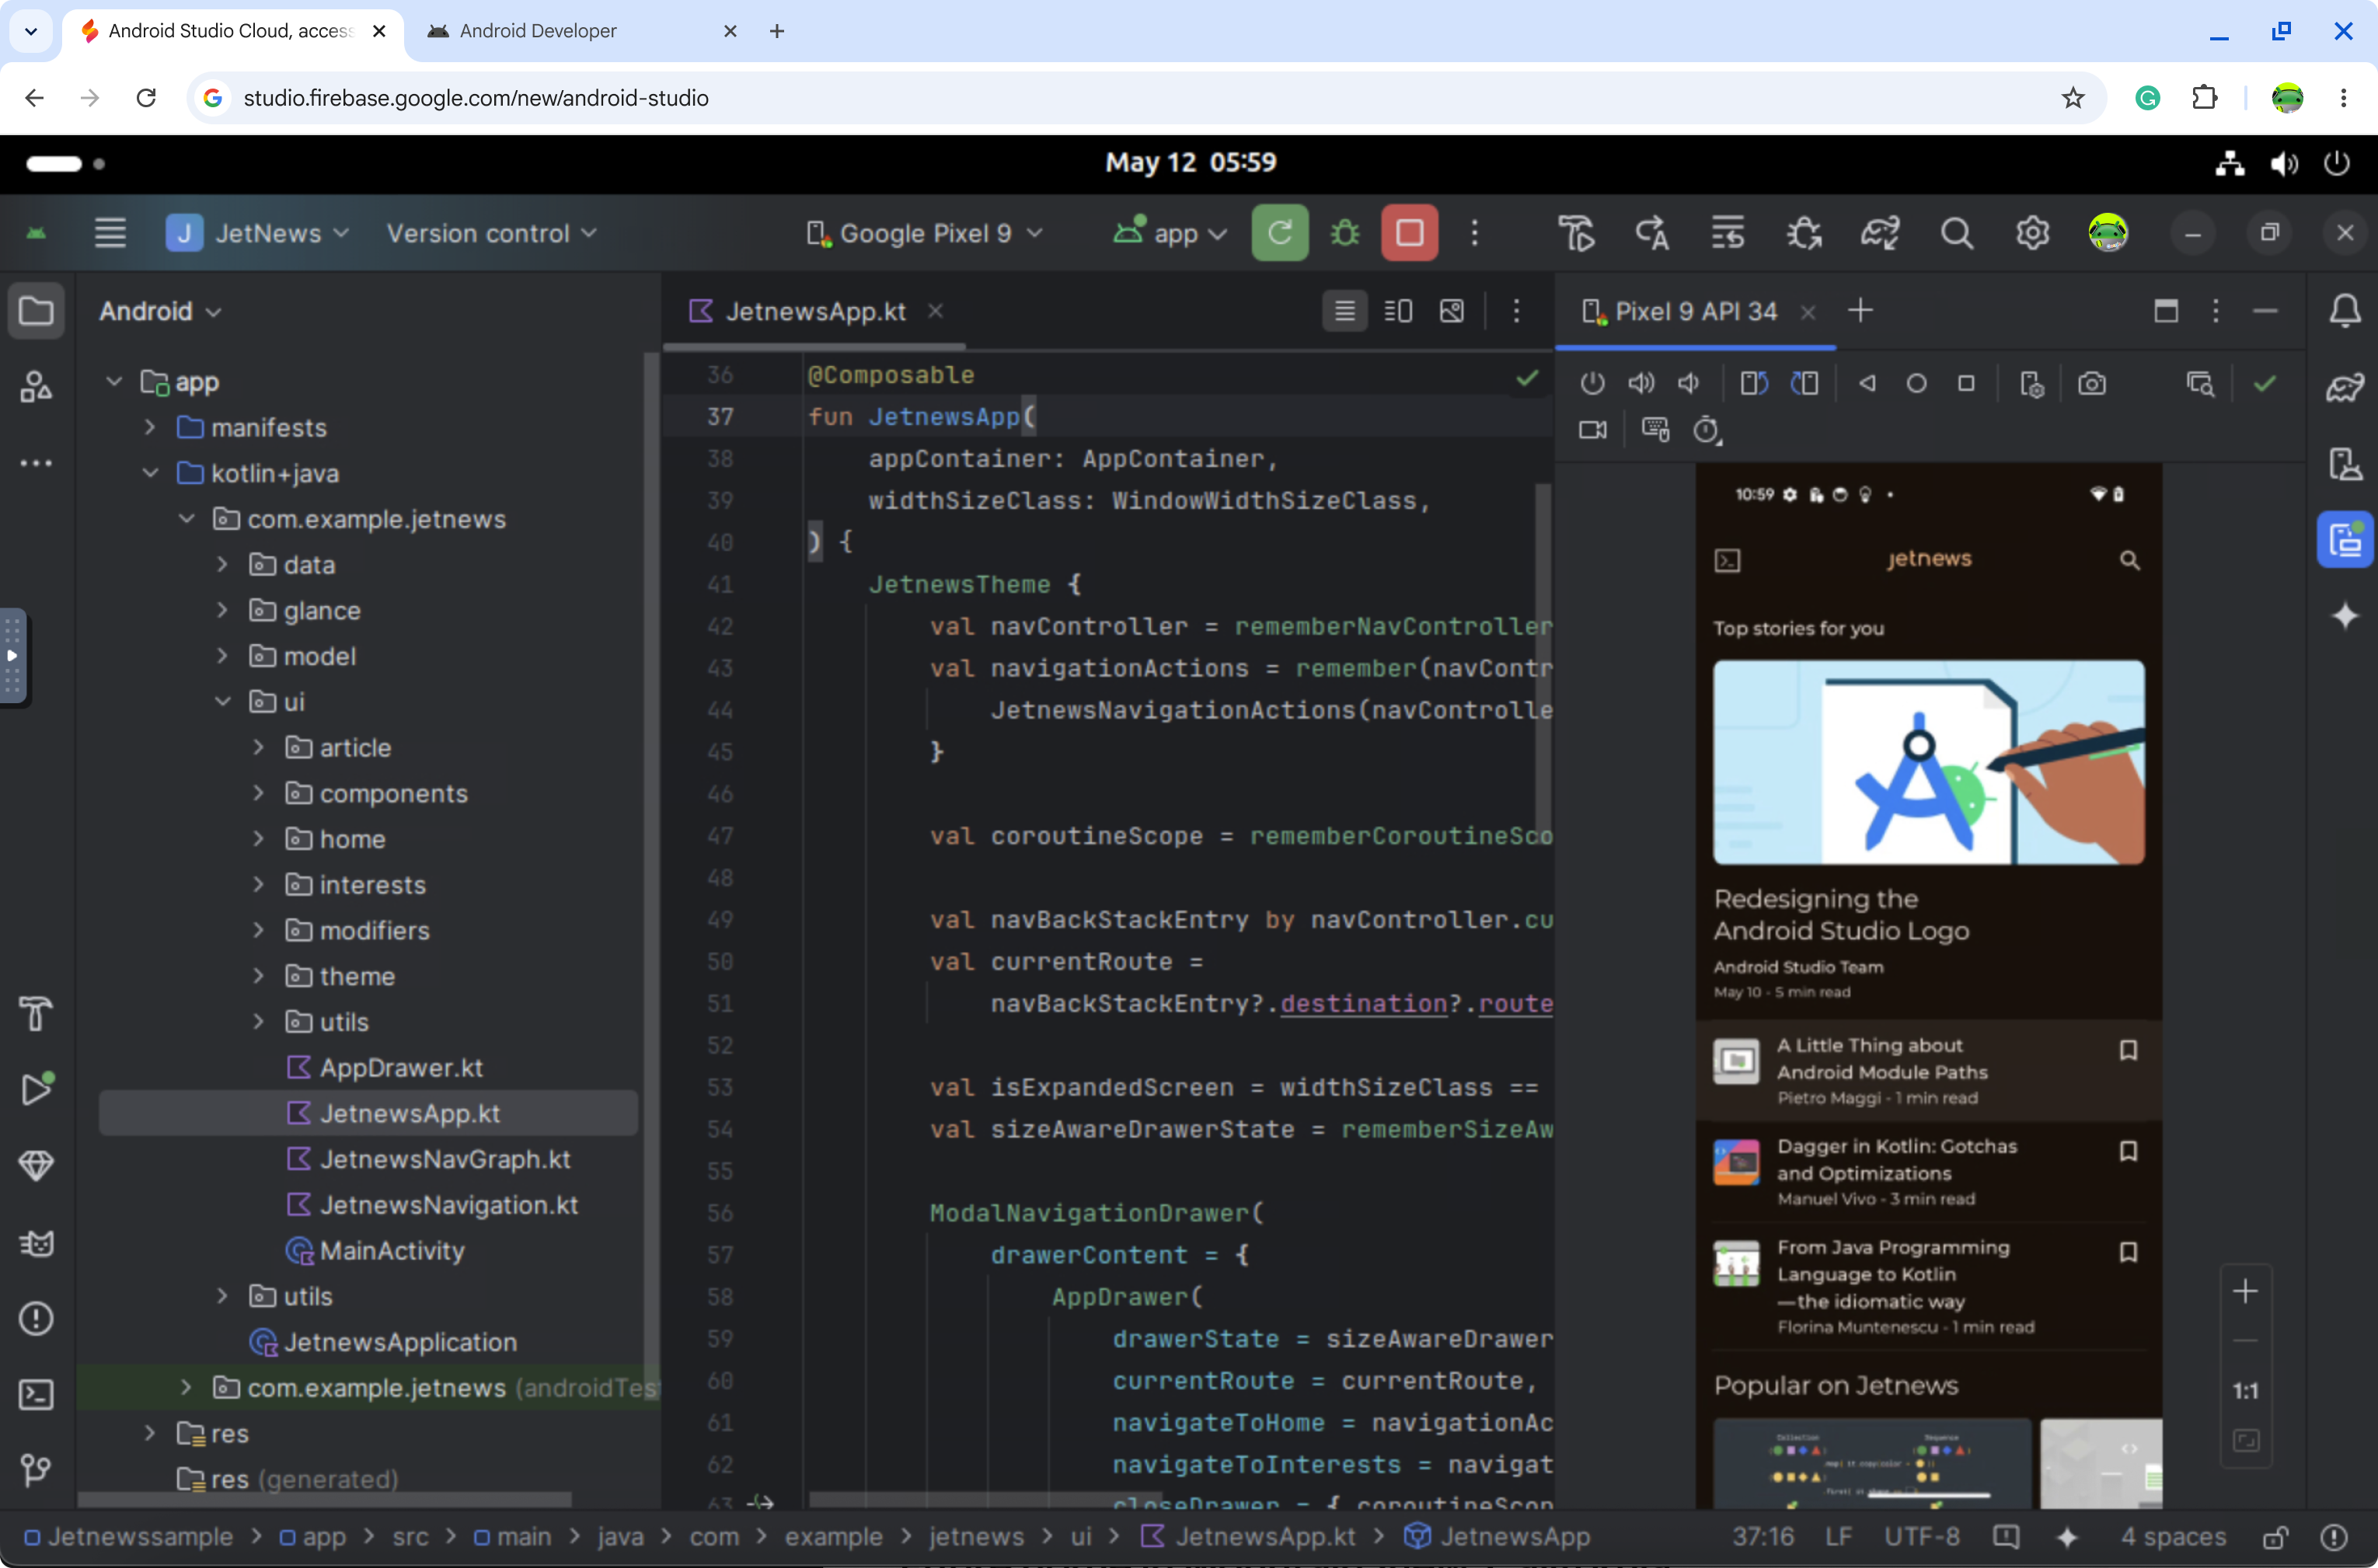 Android Studio Cloud, access
Android Developer
studio.firebase.google.com/new/android-studio
May 12 05:59
J JetNews
Version control
Google Pixel 9
app
Android
app
manifests
kotlin+java
com.example.jetnews
data
glance
model
ui
article
components
home
interests
modifiers
theme
utils
AppDrawer.kt
JetnewsApp.kt
JetnewsNavGraph.kt
JetnewsNavigation.kt
MainActivity
utils
JetnewsApplication
com.example.jetnews (androidTest
res
res (generated)
JetnewsApp.kt
36 @Composable
37 fun JetnewsApp(
38 appContainer: AppContainer,
39 widthSizeClass: WindowWidthSizeClass,
40 ) {
41 JetnewsTheme {
42 val navController = rememberNavController
43 val navigationActions = remember(navContr
44 JetnewsNavigationActions(navControlle
45 }
46
47 val coroutineScope = rememberCoroutineSco
48
49 val navBackStackEntry by navController.cu
50 val currentRoute =
51 navBackStackEntry?.destination?.route
52
53 val isExpandedScreen = widthSizeClass ==
54 val sizeAwareDrawerState = rememberSizeAw
55
56 ModalNavigationDrawer(
57 drawerContent = {
58 AppDrawer(
59 drawerState = sizeAwareDrawer
60 currentRoute = currentRoute,
61 navigateToHome = navigationAc
62 navigateToInterests = navigat
63 closeDrawer = { coroutineScop
Pixel 9 API 34
10:59
jetnews
Top stories for you
Redesigning the
Android Studio Logo
Android Studio Team
May 10 - 5 min read
A Little Thing about
Android Module Paths
Pietro Maggi - 1 min read
Dagger in Kotlin: Gotchas
and Optimizations
Manuel Vivo - 3 min read
From Java Programming
Language to Kotlin
—the idiomatic way
Florina Muntenescu - 1 min read
Popular on Jetnews
Collection
Sequence
1:1
Jetnewssample > app > src > main > java > com > example > jetnews > ui > JetnewsApp.kt > JetnewsApp
37:16 LF UTF-8 4 spaces